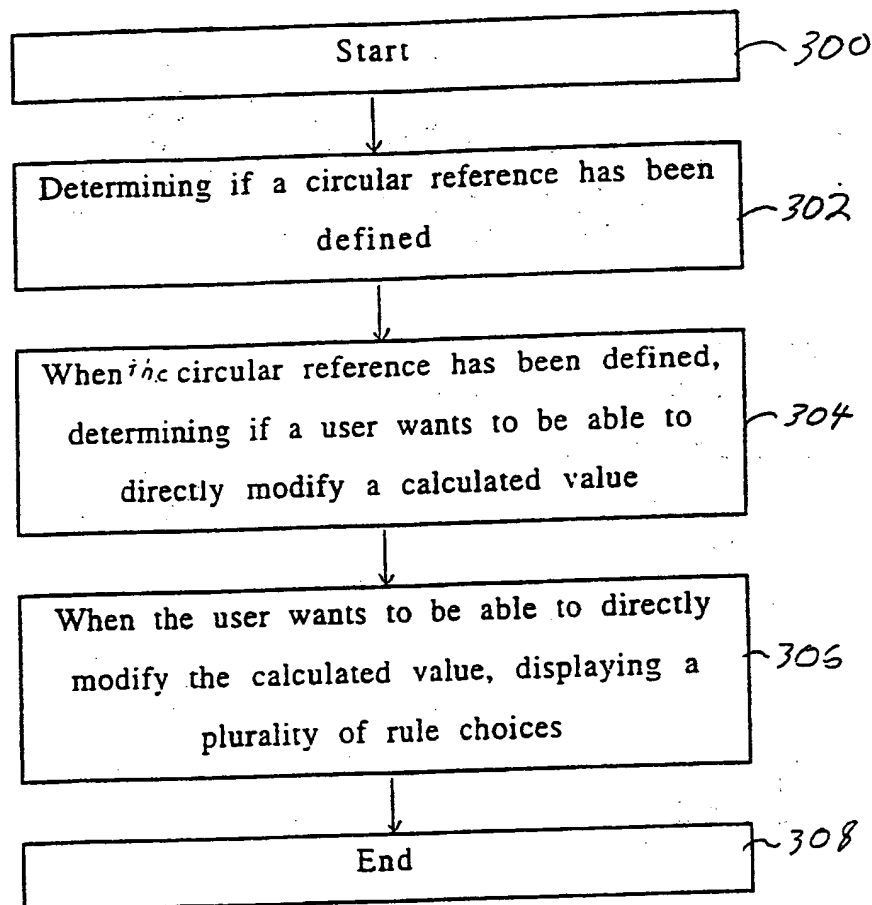 Start
300
Determining if a circular reference has been
defined
302
When the circular reference has been defined,
determining if a user wants to be able to
directly modify a calculated value
304
When the user wants to be able to directly
modify the calculated value, displaying a
plurality of rule choices
306
End
308